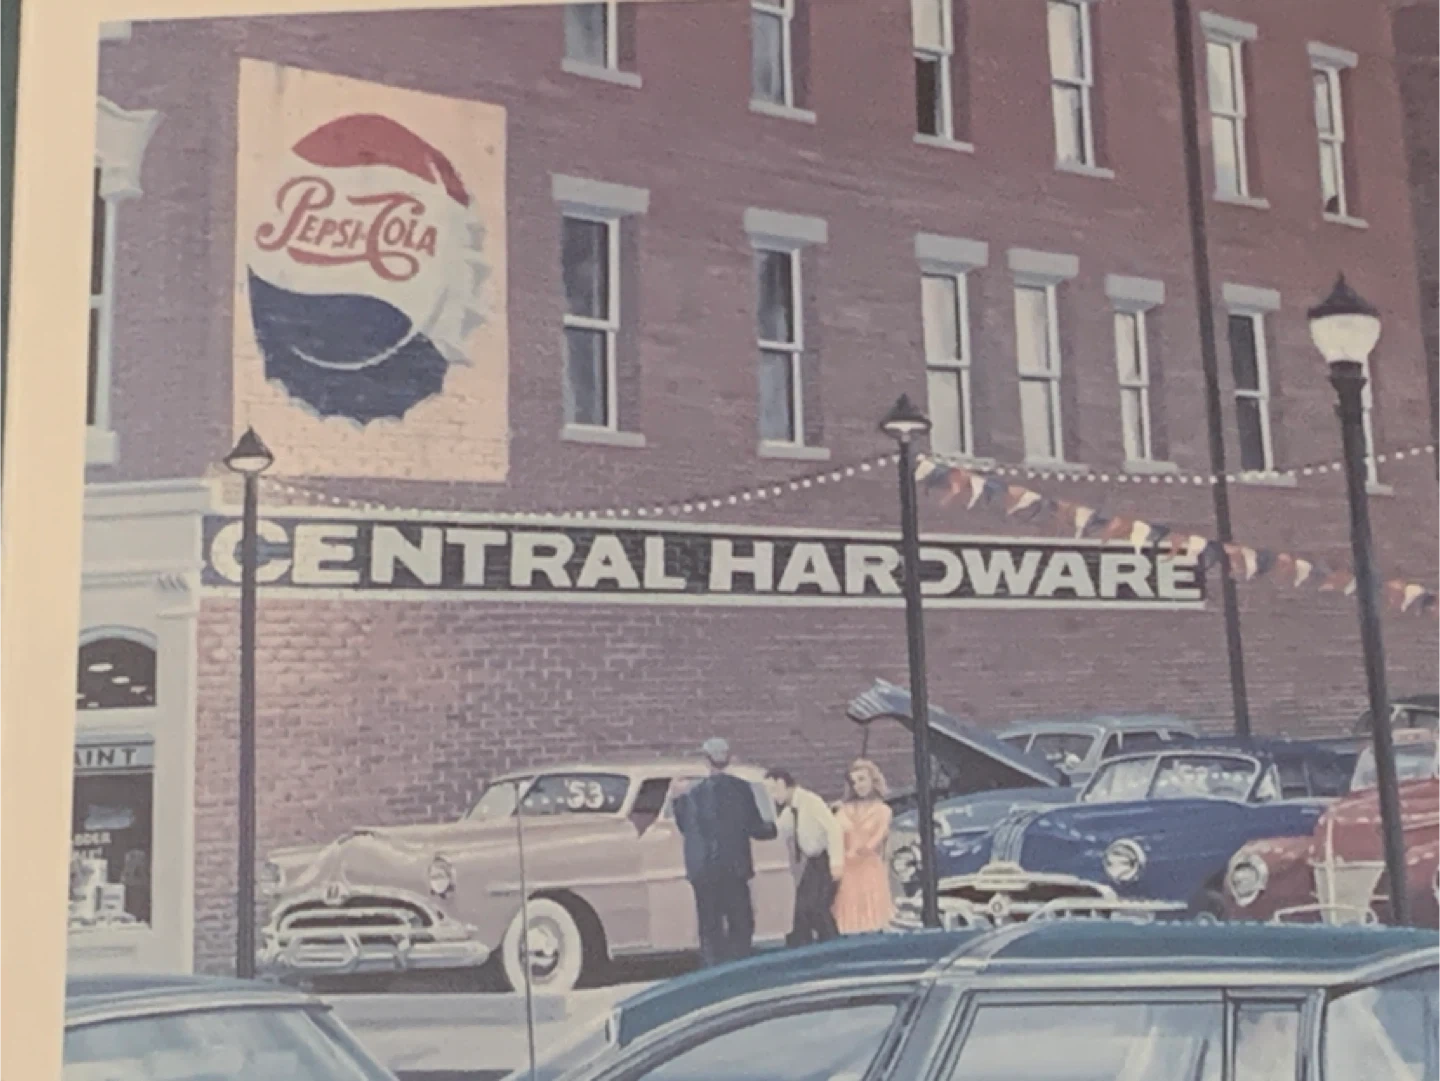 PEPSI-COLA
CENTRAL HARDWARE
AINT
'53